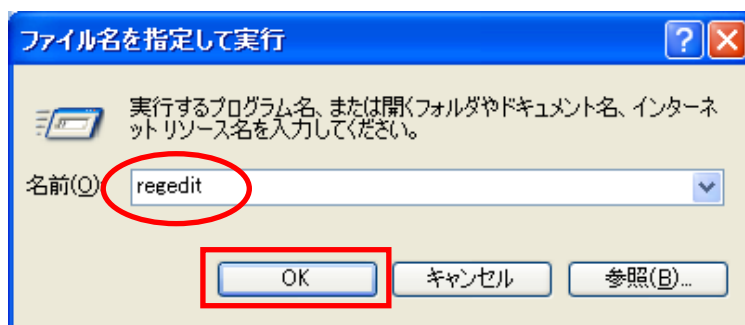 ファイル名を指定して実行
実行するプログラム名、または開くフォルダやドキュメント名、インターネ
ット リソース名を入力してください。
名前(O): regedit
OK キャンセル 参照(B)...